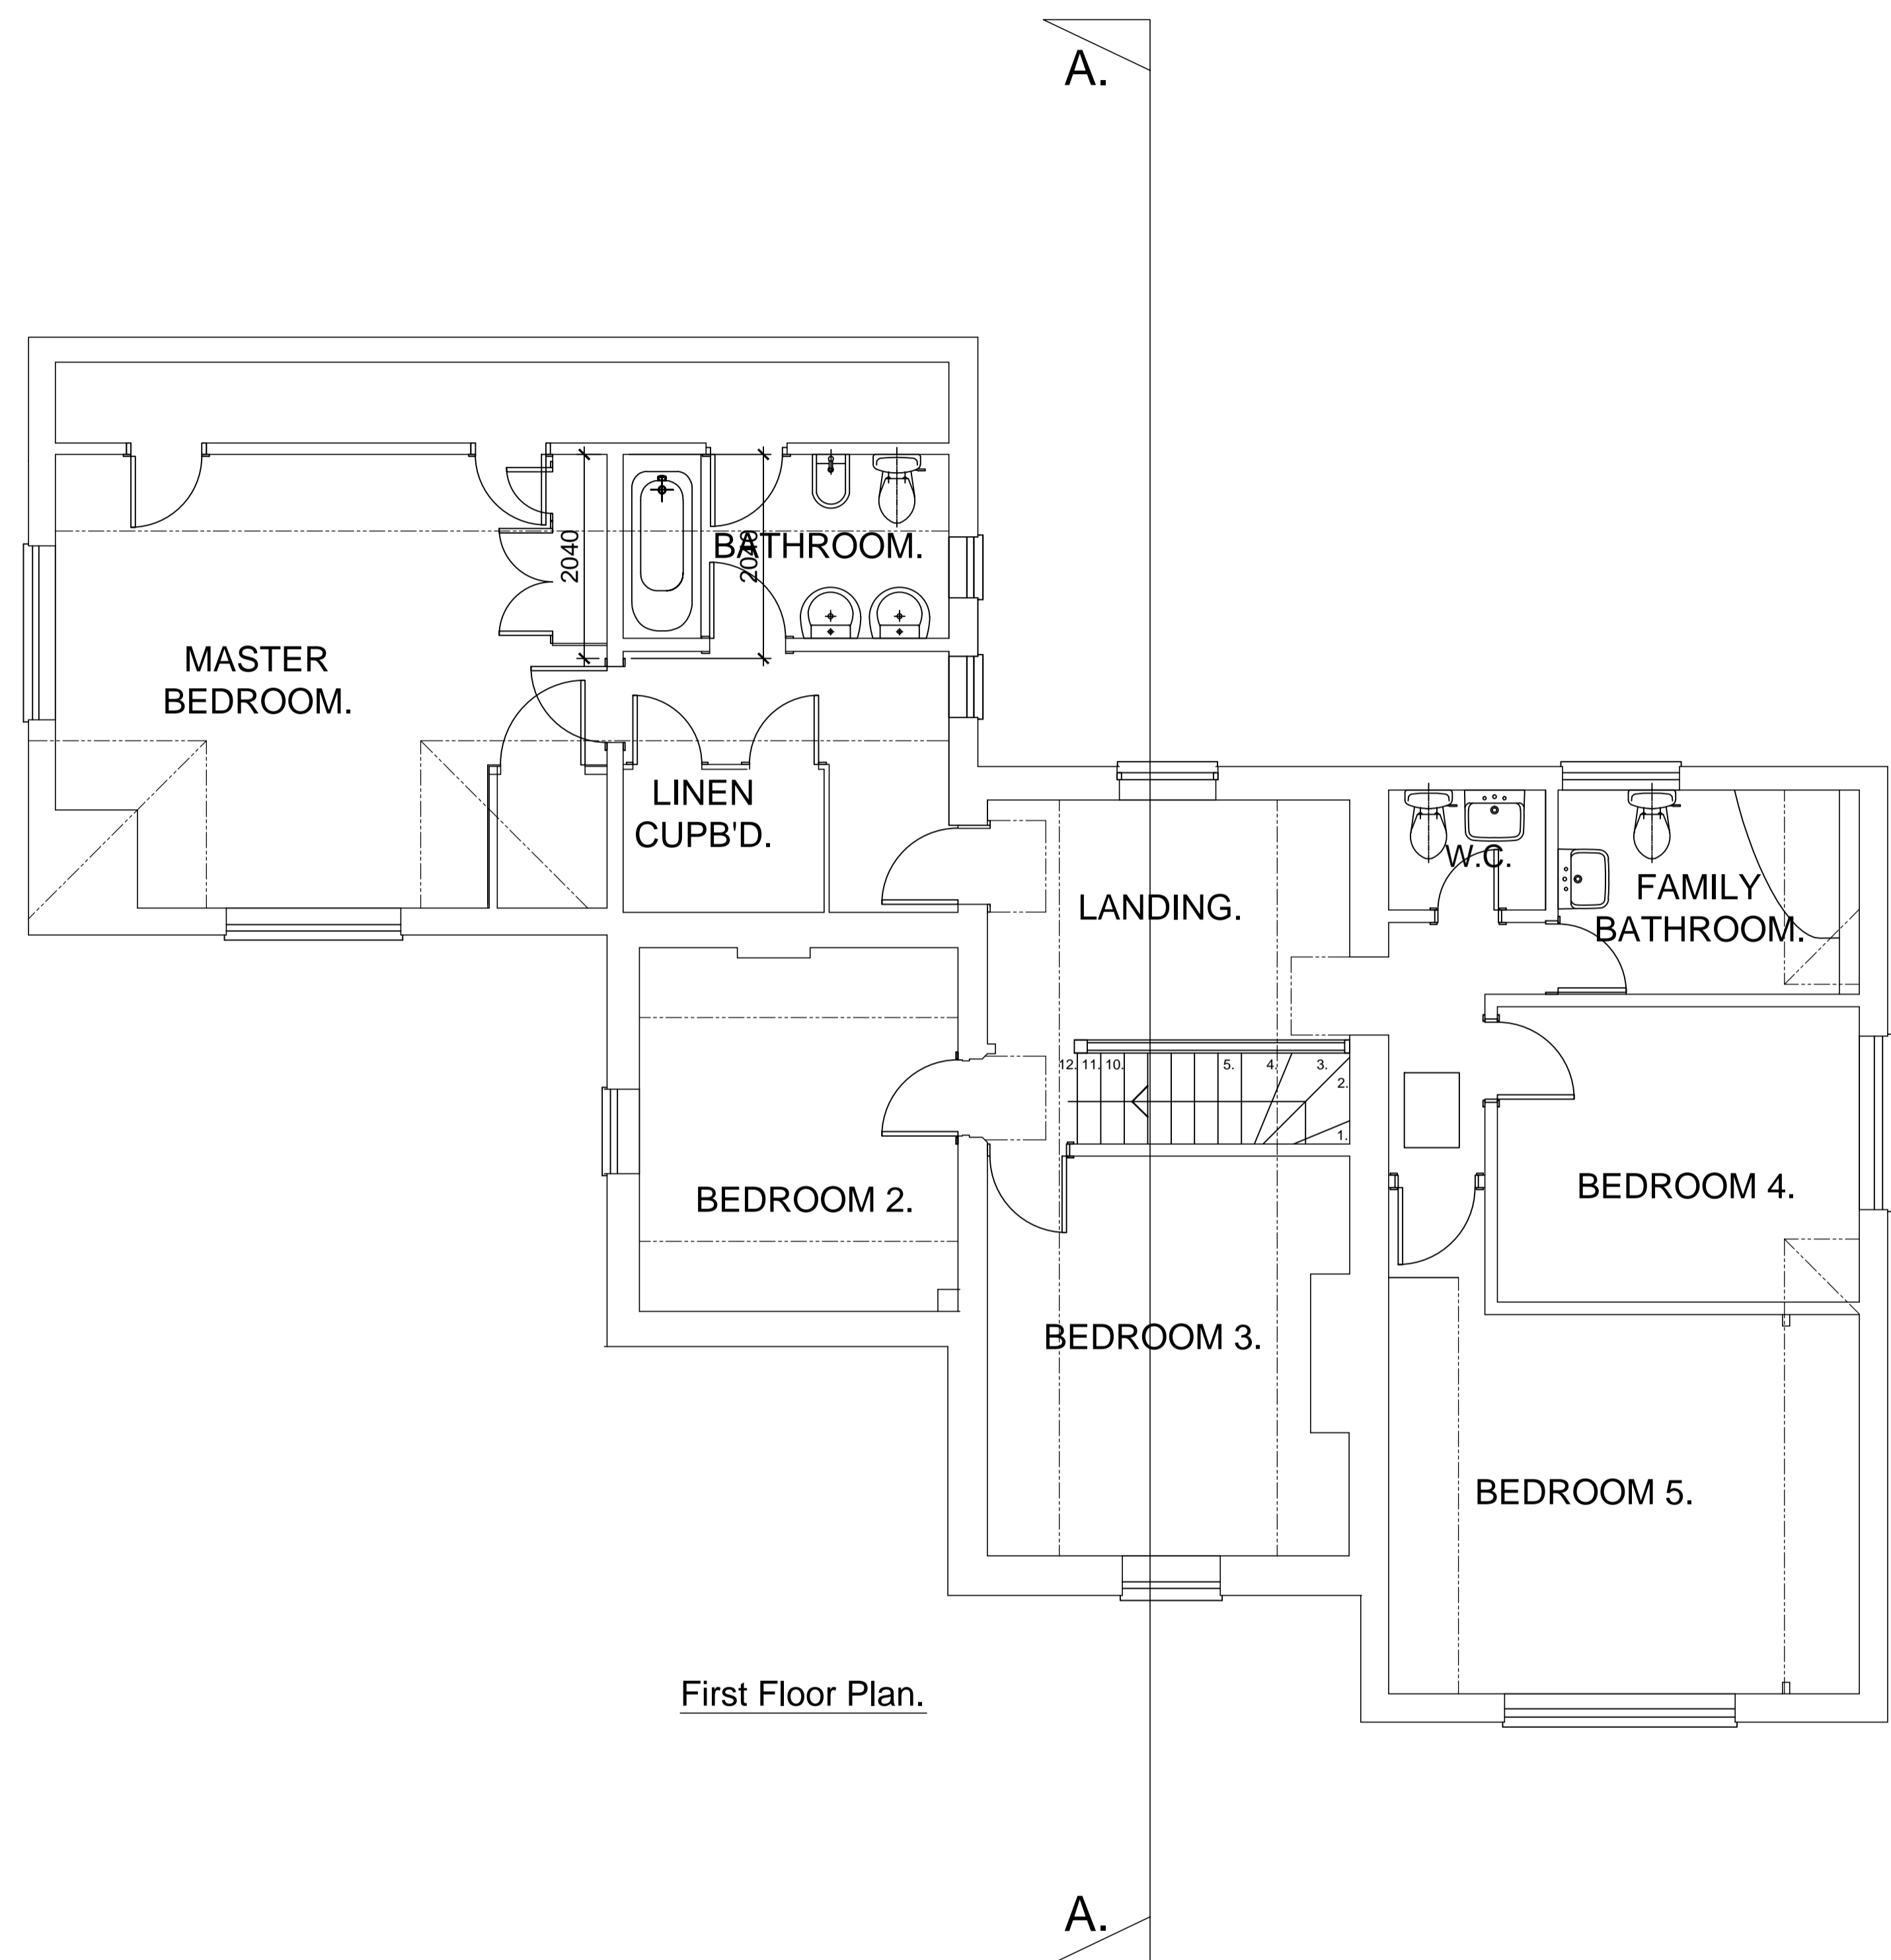 A.
2040
2040
BATHROOM.
MASTER
BEDROOM.
LINEN
CUPB'D.
LANDING.
W.C.
FAMILY
BATHROOM.
12. 11. 10. 5. 4. 3.
2.
1.
BEDROOM 2.
BEDROOM 4.
BEDROOM 3.
BEDROOM 5.
First Floor Plan.
A.